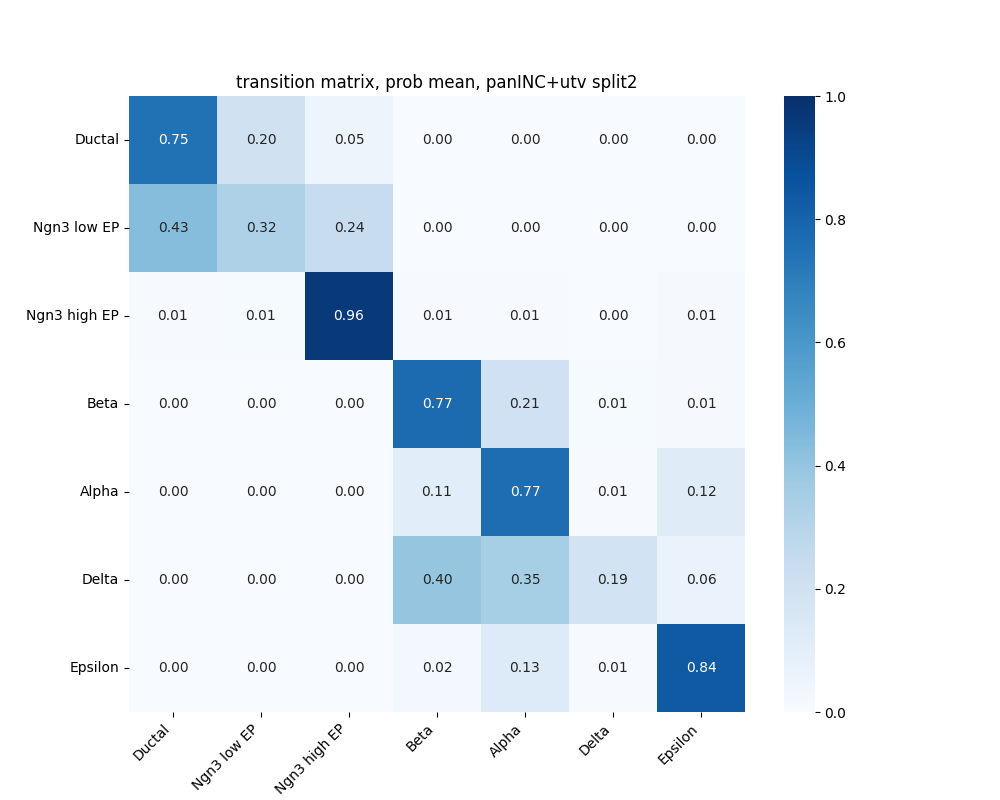 transition matrix, prob mean, panINC+utv split2
Ductal 0.75 0.20 0.05 0.00 0.00 0.00 0.00
Ngn3 low EP 0.43 0.32 0.24 0.00 0.00 0.00 0.00
Ngn3 high EP 0.01 0.01 0.96 0.01 0.01 0.00 0.01
Beta 0.00 0.00 0.00 0.77 0.21 0.01 0.01
Alpha 0.00 0.00 0.00 0.11 0.77 0.01 0.12
Delta 0.00 0.00 0.00 0.40 0.35 0.19 0.06
Epsilon 0.00 0.00 0.00 0.02 0.13 0.01 0.84
Ductal Ngn3 low EP Ngn3 high EP Beta Alpha Delta Epsilon
1.0
0.8
0.6
0.4
0.2
0.0